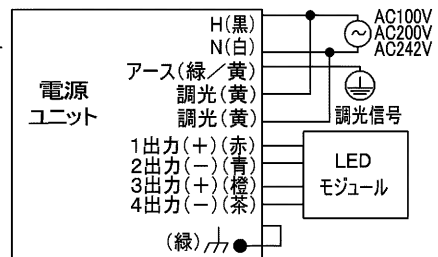 H(黒)
N(白)
アース(緑/黄)
調光(黄)
調光(黄)
1出力(+)(赤)
2出力(-)(青)
3出力(+)(橙)
4出力(-)(茶)
(緑)
電源
ユニット
AC100V
AC200V
AC242V
調光信号
LED
モジュール